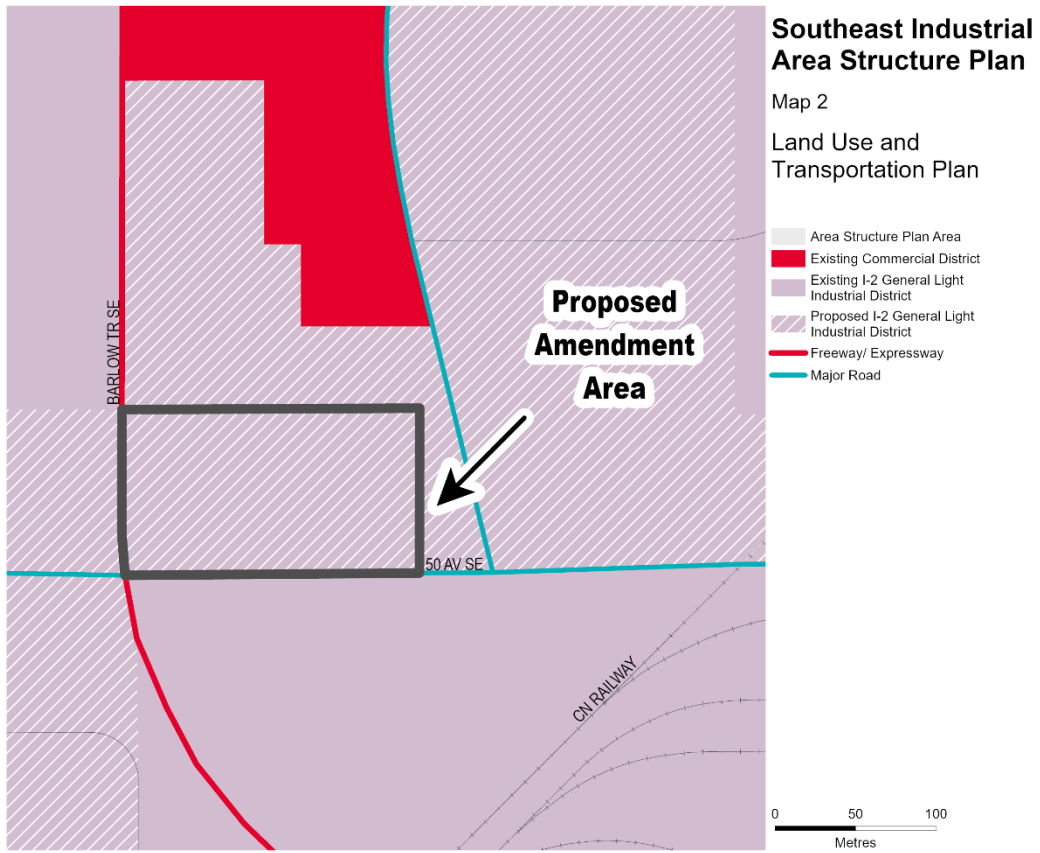 Southeast Industrial
Area Structure Plan
Map 2
Land Use and
Transportation Plan
Area Structure Plan Area
Existing Commercial District
Existing I-2 General Light
Industrial District
Proposed I-2 General Light
Industrial District
Freeway/ Expressway
Major Road
BARLOW TR SE
Proposed
Amendment
Area
50 AV SE
CN RAILWAY
0 50 100
Metres